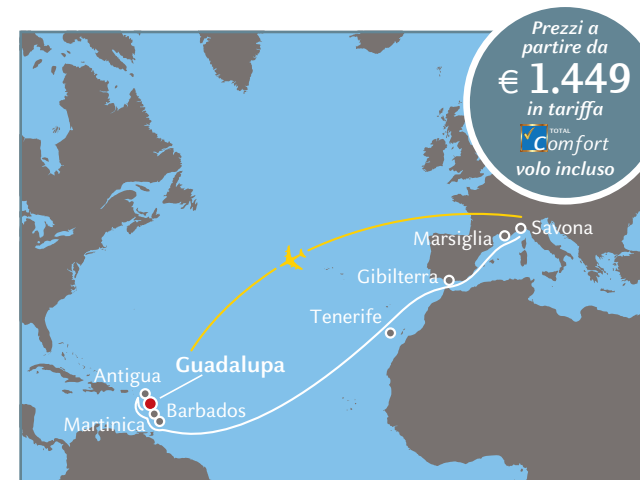 Prezzi a
partire da
€ 1.449
in tariffa
TOTAL
Comfort
volo incluso
Savona
Marsiglia
Gibilterra
Tenerife
Guadalupa
Antigua
Barbados
Martinica